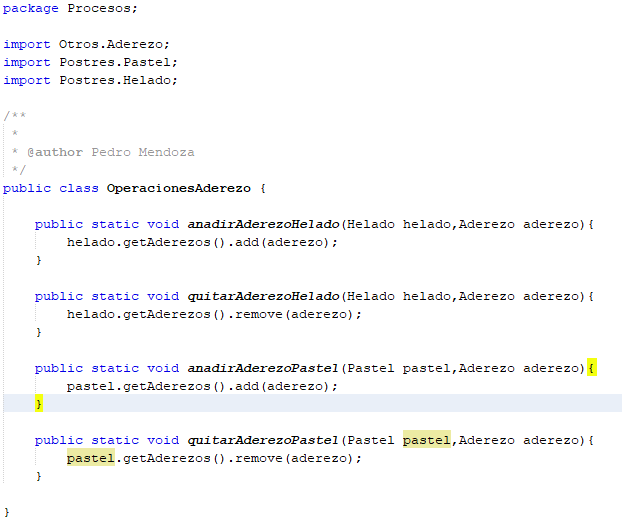 package Procesos;
import Otros.Aderezo;
import Postres.Pastel;
import Postres.Helado;
/**
 *
 * @author Pedro Mendoza
 */
public class OperacionesAderezo {
    public static void anadirAderezoHelado(Helado helado,Aderezo aderezo){
        helado.getAderezos().add(aderezo);
    }
    public static void quitarAderezoHelado(Helado helado,Aderezo aderezo){
        helado.getAderezos().remove(aderezo);
    }
    public static void anadirAderezoPastel(Pastel pastel,Aderezo aderezo){
        pastel.getAderezos().add(aderezo);
    }
    public static void quitarAderezoPastel(Pastel pastel,Aderezo aderezo){
        pastel.getAderezos().remove(aderezo);
    }
}